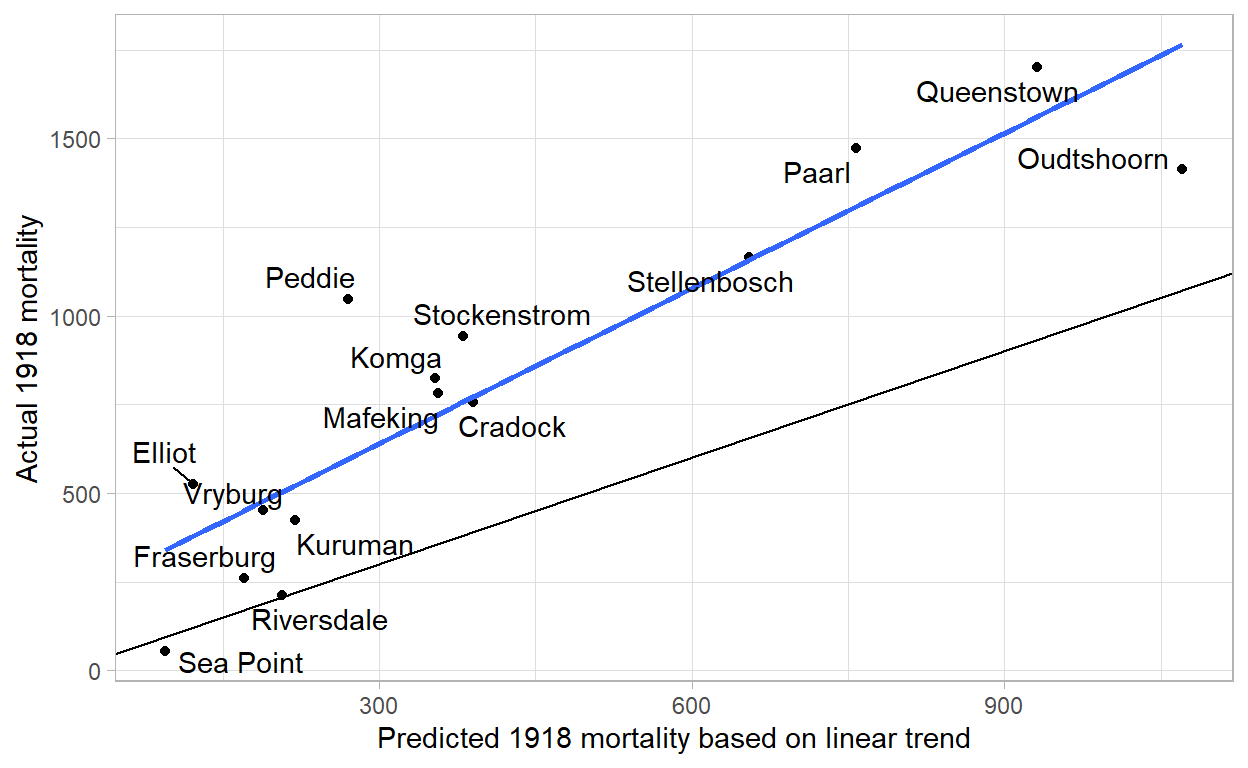 Queenstown
1500
Paarl
Oudtshoorn
Stellenbosch
Peddie
Stockenstrom
1000
Komga
Mafeking
Cradock
Elliot
500
Vryburg
Kuruman
Fraserburg
Riversdale
Sea Point
0
300
600
900
Predicted 1918 mortality based on linear trend
Actual 1918 mortality